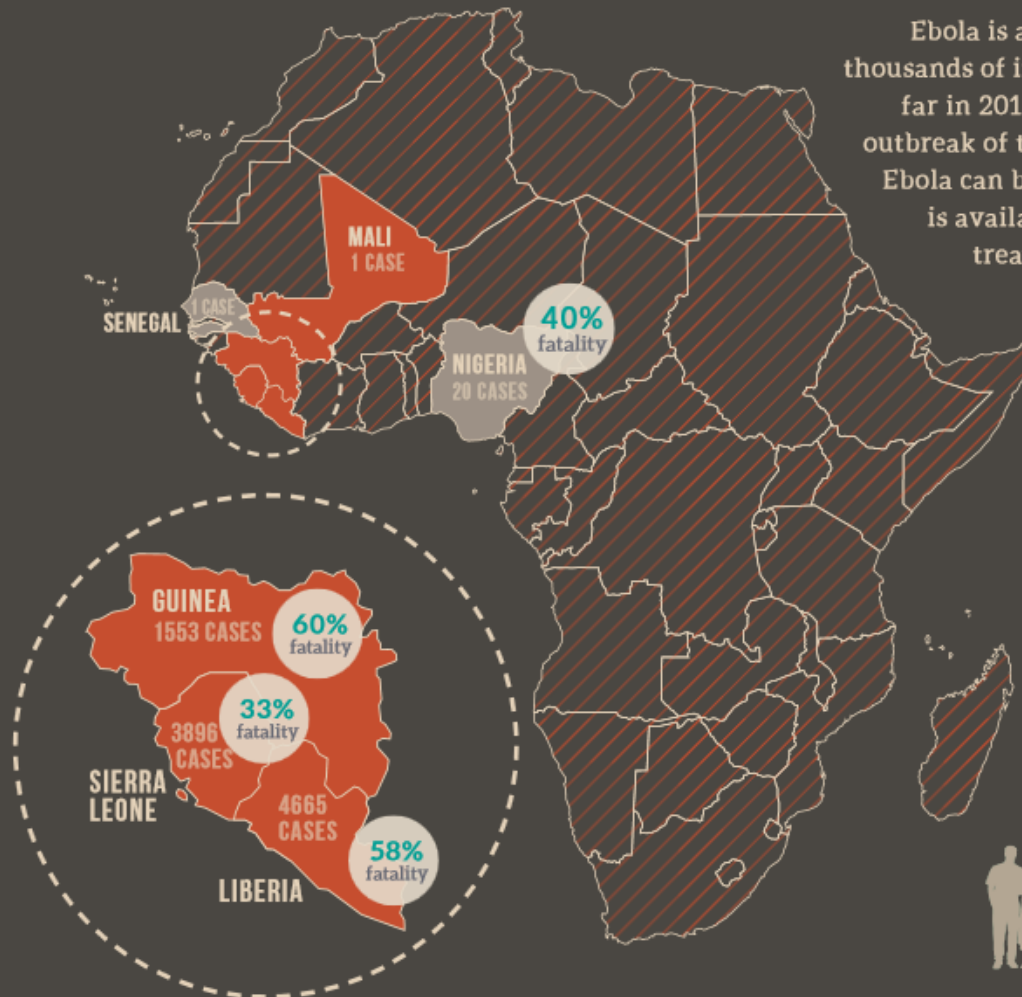 Ebola is a
thousands of i
far in 201
outbreak of t
Ebola can b
is availa
trea
MALI
1 CASE
1 CASE
SENEGAL
40%
fatality
NIGERIA
20 CASES
GUINEA
1553 CASES
60%
fatality
33%
fatality
3896
CASES
SIERRA
LEONE
4665
CASES
58%
fatality
LIBERIA